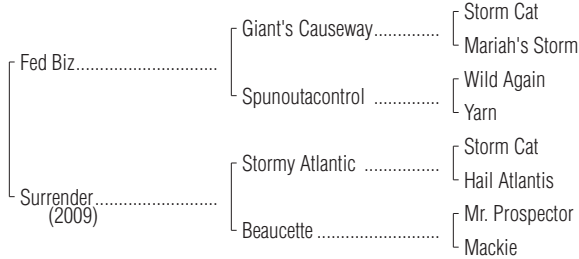 Storm Cat
Giant's Causeway..............
Mariah's Storm
Fed Biz.............................
Wild Again
Spunoutacontrol ..............
Yarn
Storm Cat
Stormy Atlantic ................
Hail Atlantis
Surrender.........................
(2009)
Mr. Prospector
Beaucette ..........................
Mackie